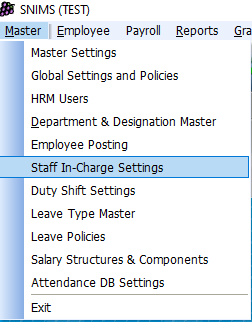 SNIMS (TEST)
Master Employee Payroll Reports Gra
Master Settings
Global Settings and Policies
HRM Users
Department & Designation Master
Employee Posting
Staff In-Charge Settings
Duty Shift Settings
Leave Type Master
Leave Policies
Salary Structures & Components
Attendance DB Settings
Exit